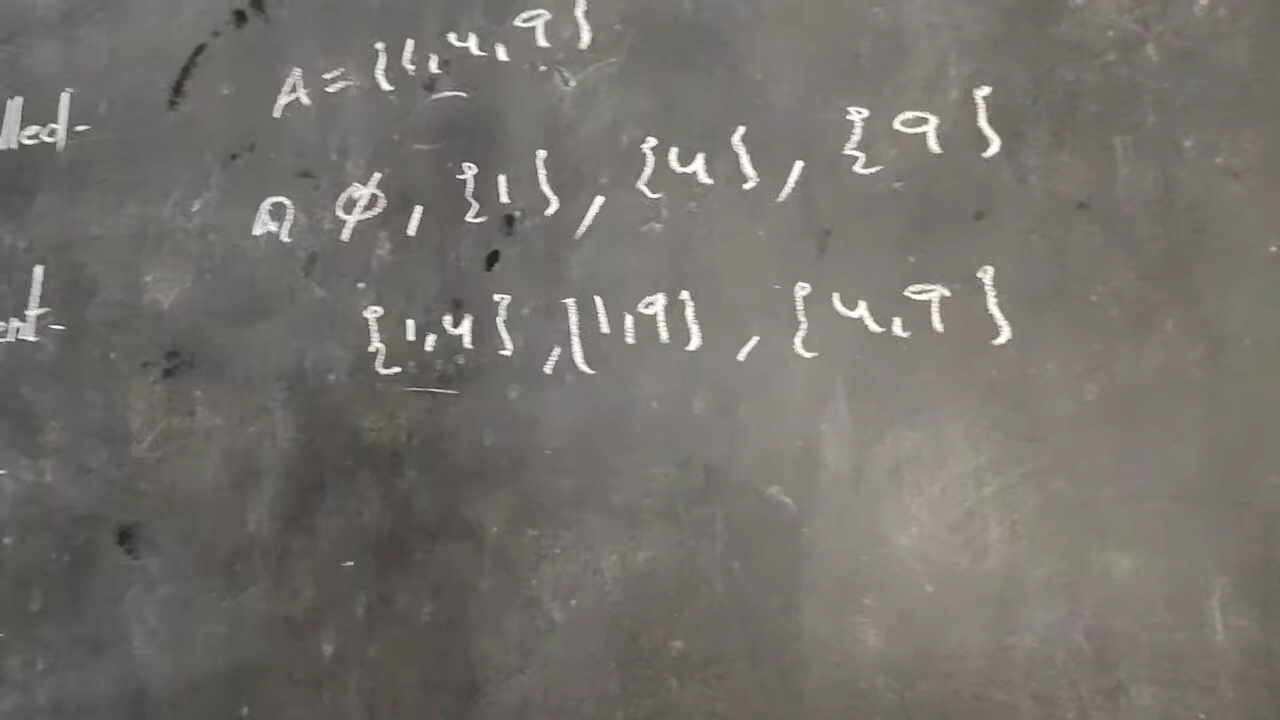 A = {1, 4, 9}
ϕ, {1}, {4}, {9}
{1,4}, {1,9}, {4,9}